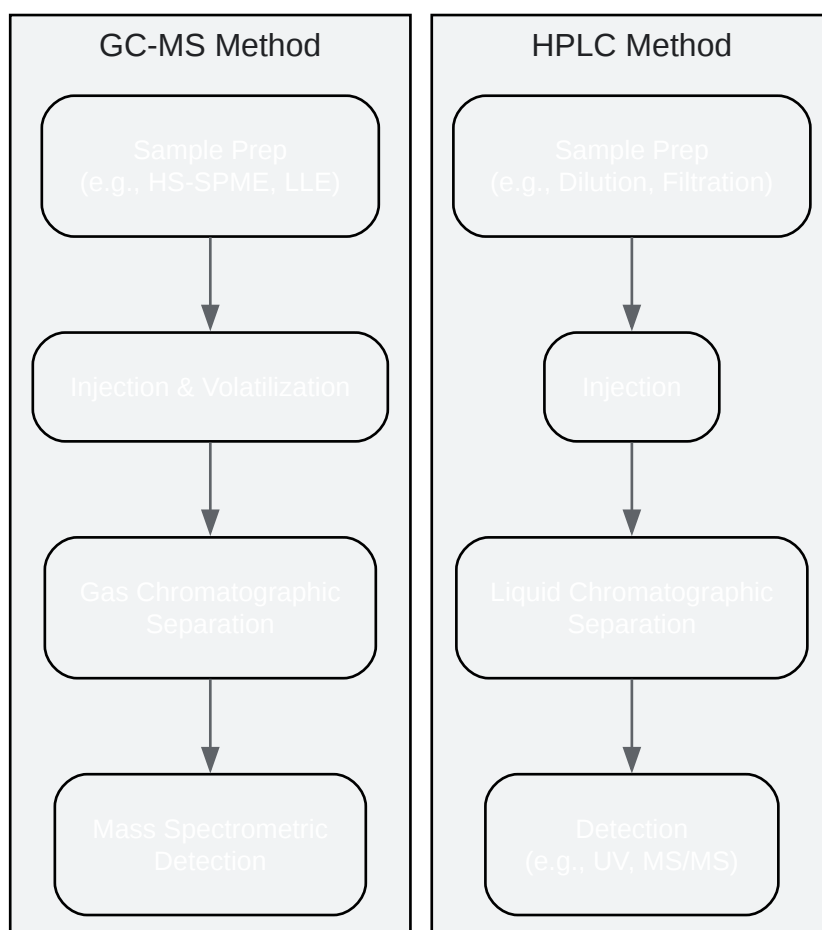 GC-MS Method
Sample Prep
(e.g., HS-SPME, LLE)
Injection & Volatilization
Gas Chromatographic
Separation
Mass Spectrometric
Detection
HPLC Method
Sample Prep
(e.g., Dilution, Filtration)
Injection
Liquid Chromatographic
Separation
Detection
(e.g., UV, MS/MS)